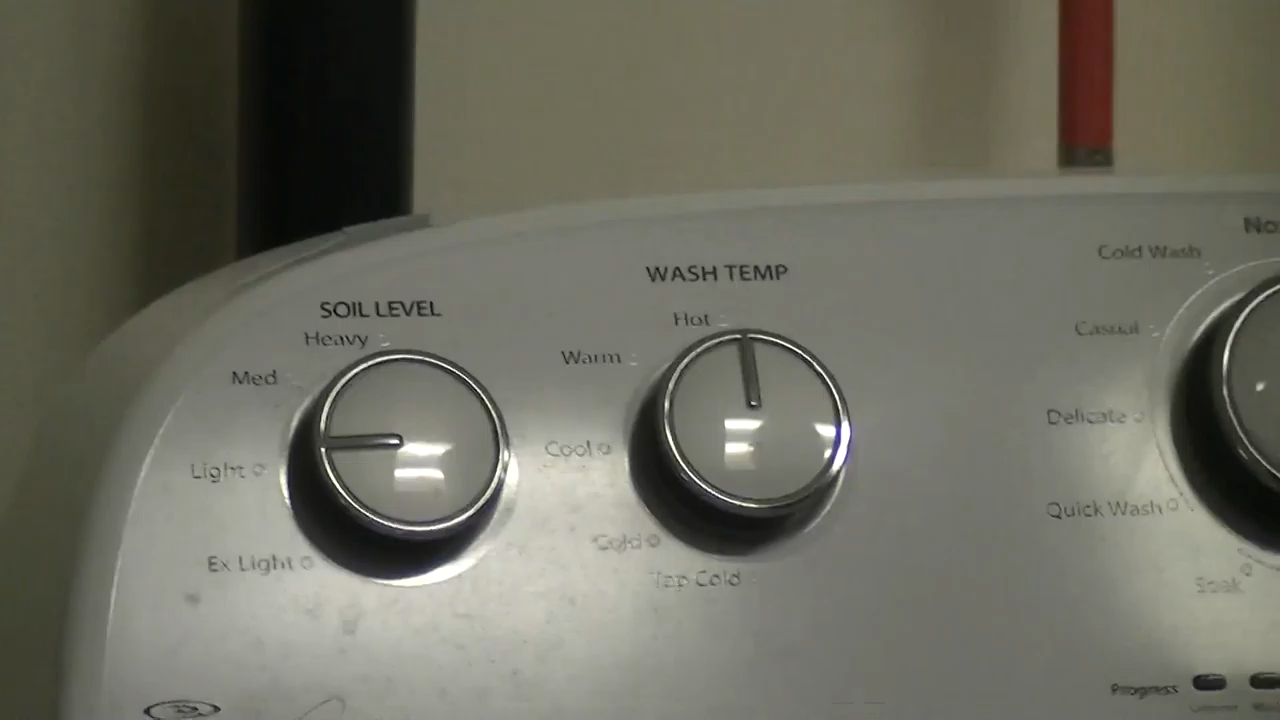 SOIL LEVEL
Heavy
Med
Light
Ex Light
WASH TEMP
Hot
Warm
Cool
Cold
Tap Cold
No
Cold Wash
Casual
Delicate
Quick Wash
Soak
Progress